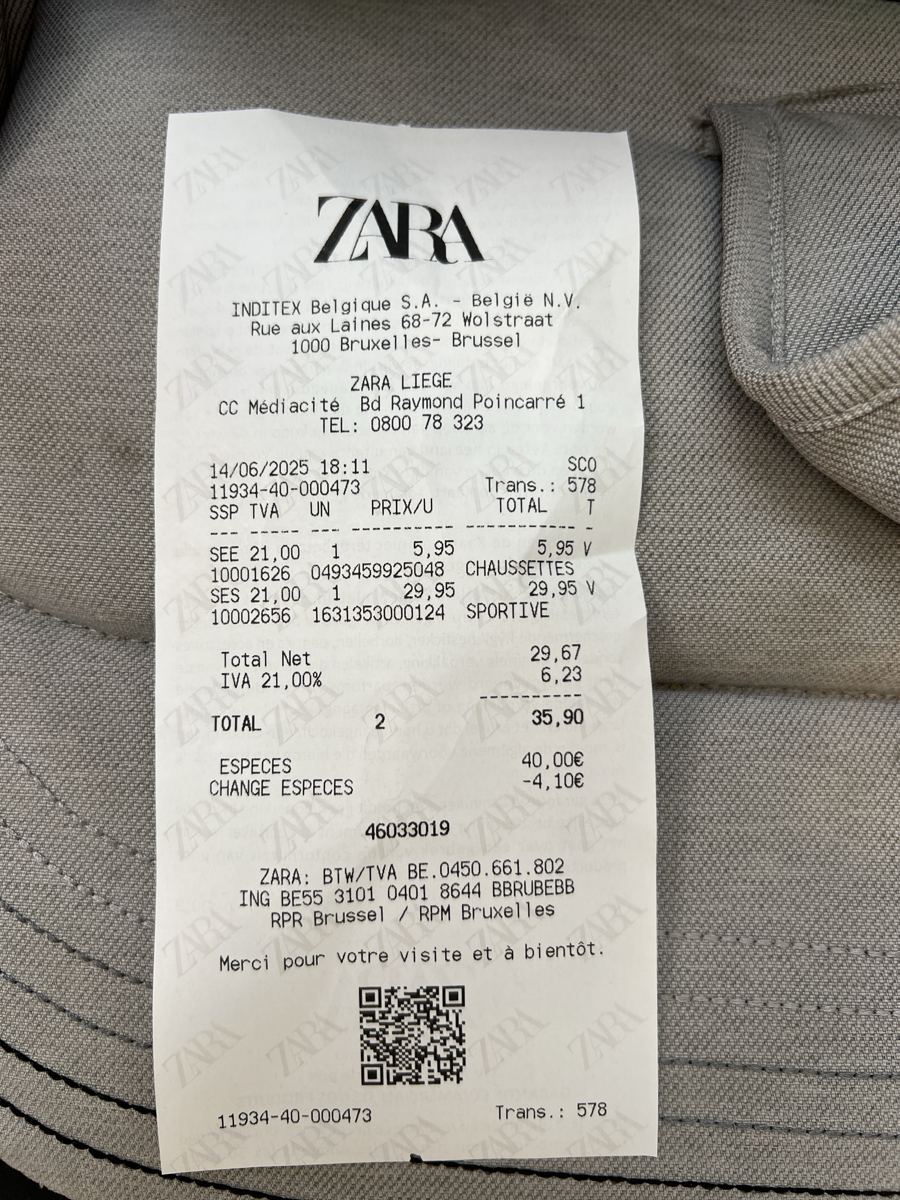 ZARA
INDITEX Belgique S.A. - België N.V.
Rue aux Laines 68-72 Wolstraat
1000 Bruxelles- Brussel
ZARA LIEGE
CC Médiacité Bd Raymond Poincarré 1
TEL: 0800 78 323
14/06/2025 18:11 SCO
11934-40-000473 Trans.: 578
SSP TVA UN PRIX/U TOTAL T
--- ----- --- ---------- ----------- -
SEE 21,00 1 5,95 5,95 V
10001626 0493459925048 CHAUSSETTES
SES 21,00 1 29,95 29,95 V
10002656 1631353000124 SPORTIVE
Total Net 29,67
IVA 21,00% 6,23
----------
TOTAL 2 35,90
ESPECES 40,00€
CHANGE ESPECES -4,10€
46033019
ZARA: BTW/TVA BE.0450.661.802
ING BE55 3101 0401 8644 BBRUBEBB
RPR Brussel / RPM Bruxelles
Merci pour votre visite et à bientôt.
11934-40-000473 Trans.: 578